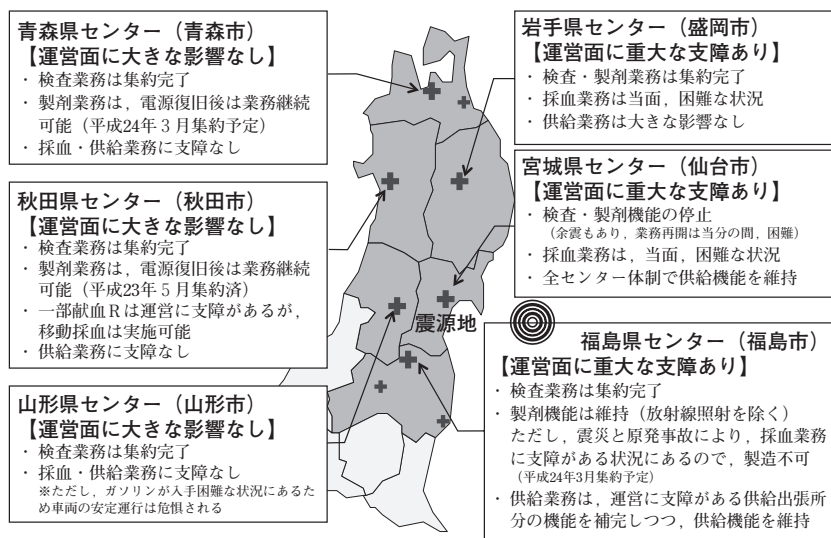 青森県センター（青森市）
【運営面に大きな影響なし】
・ 検査業務は集約完了
・ 製剤業務は，電源復旧後は業務継続
可能（平成24年３月集約予定）
・ 採血・供給業務に支障なし
秋田県センター（秋田市）
【運営面に大きな影響なし】
・ 検査業務は集約完了
・ 製剤業務は，電源復旧後は業務継続
可能（平成23年５月集約済）
・ 一部献血Ｒは運営に支障があるが，
移動採血は実施可能
・ 供給業務に支障なし
山形県センター（山形市）
【運営面に大きな影響なし】
・ 検査業務は集約完了
・ 採血・供給業務に支障なし
※ただし，ガソリンが入手困難な状況にあるた
め車両の安定運行は危惧される
岩手県センター（盛岡市）
【運営面に重大な支障あり】
・ 検査・製剤業務は集約完了
・ 採血業務は当面，困難な状況
・ 供給業務は大きな影響なし
宮城県センター（仙台市）
【運営面に重大な支障あり】
・ 検査・製剤機能の停止
（余震もあり，業務再開は当分の間，困難）
・ 採血業務は，当面，困難な状況
・ 全センター体制で供給機能を維持
震源地
福島県センター（福島市）
【運営面に重大な支障あり】
・ 検査業務は集約完了
・ 製剤機能は維持（放射線照射を除く）
ただし，震災と原発事故により，採血業務
に支障がある状況にあるので，製造不可
（平成24年3月集約予定）
・ 供給業務は，運営に支障がある供給出張所
分の機能を補完しつつ，供給機能を維持